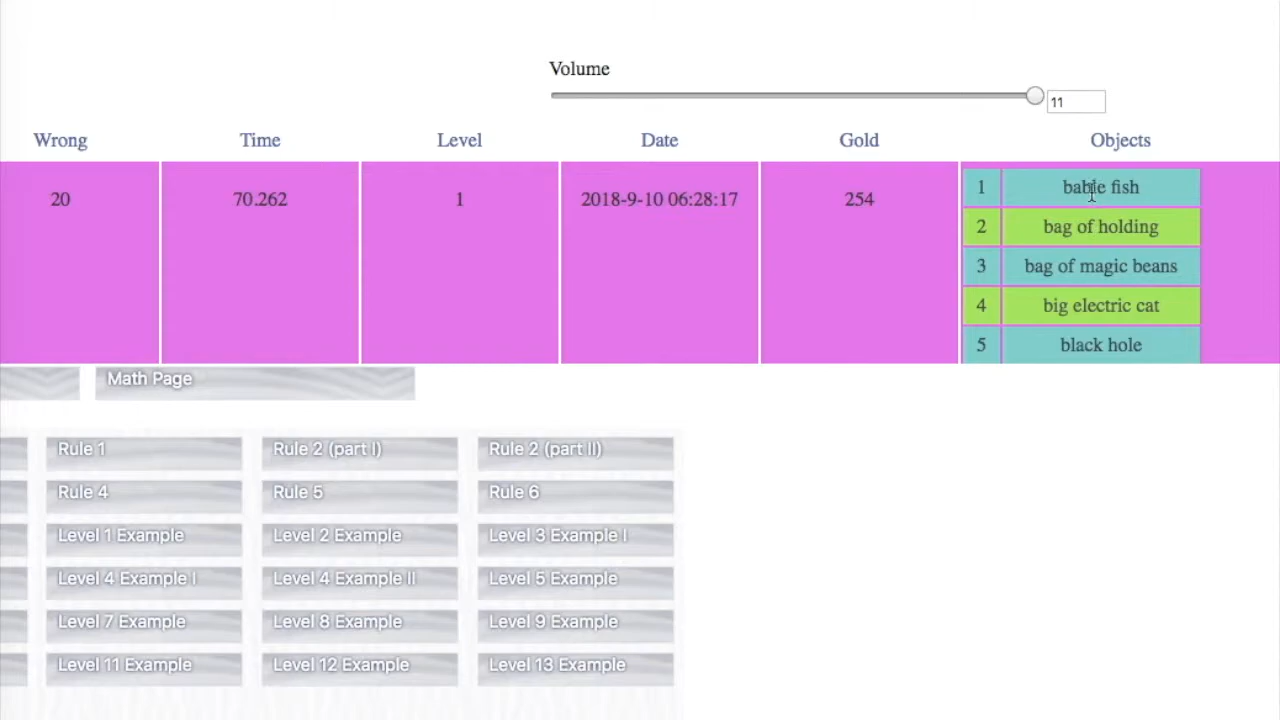 Volume
11
Wrong Time Level Date Gold Objects
20 70.262 1 2018-9-10 06:28:17 254
1 bable fish
2 bag of holding
3 bag of magic beans
4 big electric cat
5 black hole
Math Page
Rule 1 Rule 2 (part I) Rule 2 (part II)
Rule 4 Rule 5 Rule 6
Level 1 Example Level 2 Example Level 3 Example I
Level 4 Example I Level 4 Example II Level 5 Example
Level 7 Example Level 8 Example Level 9 Example
Level 11 Example Level 12 Example Level 13 Example